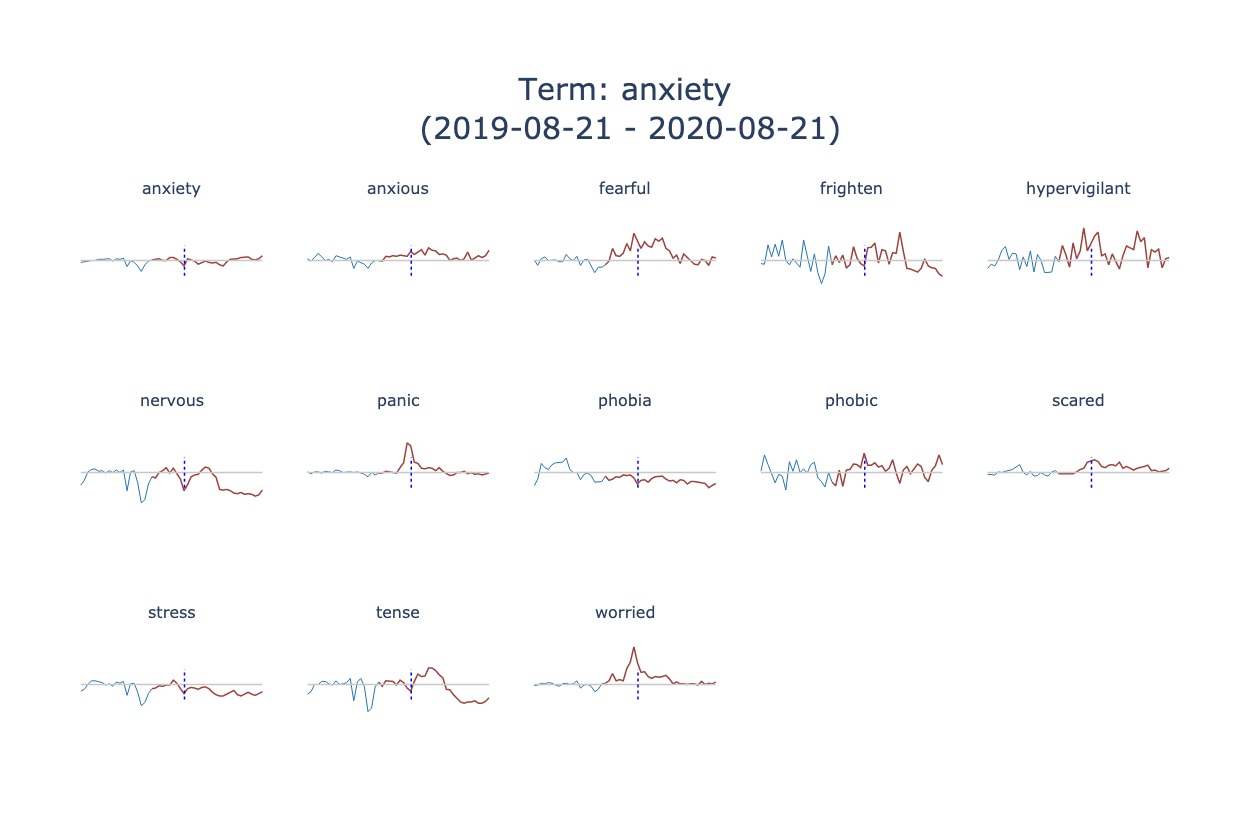 Term: anxiety
(2019-08-21 - 2020-08-21)
anxiety anxious fearful frighten hypervigilant
nervous panic phobia phobic scared
stress tense worried